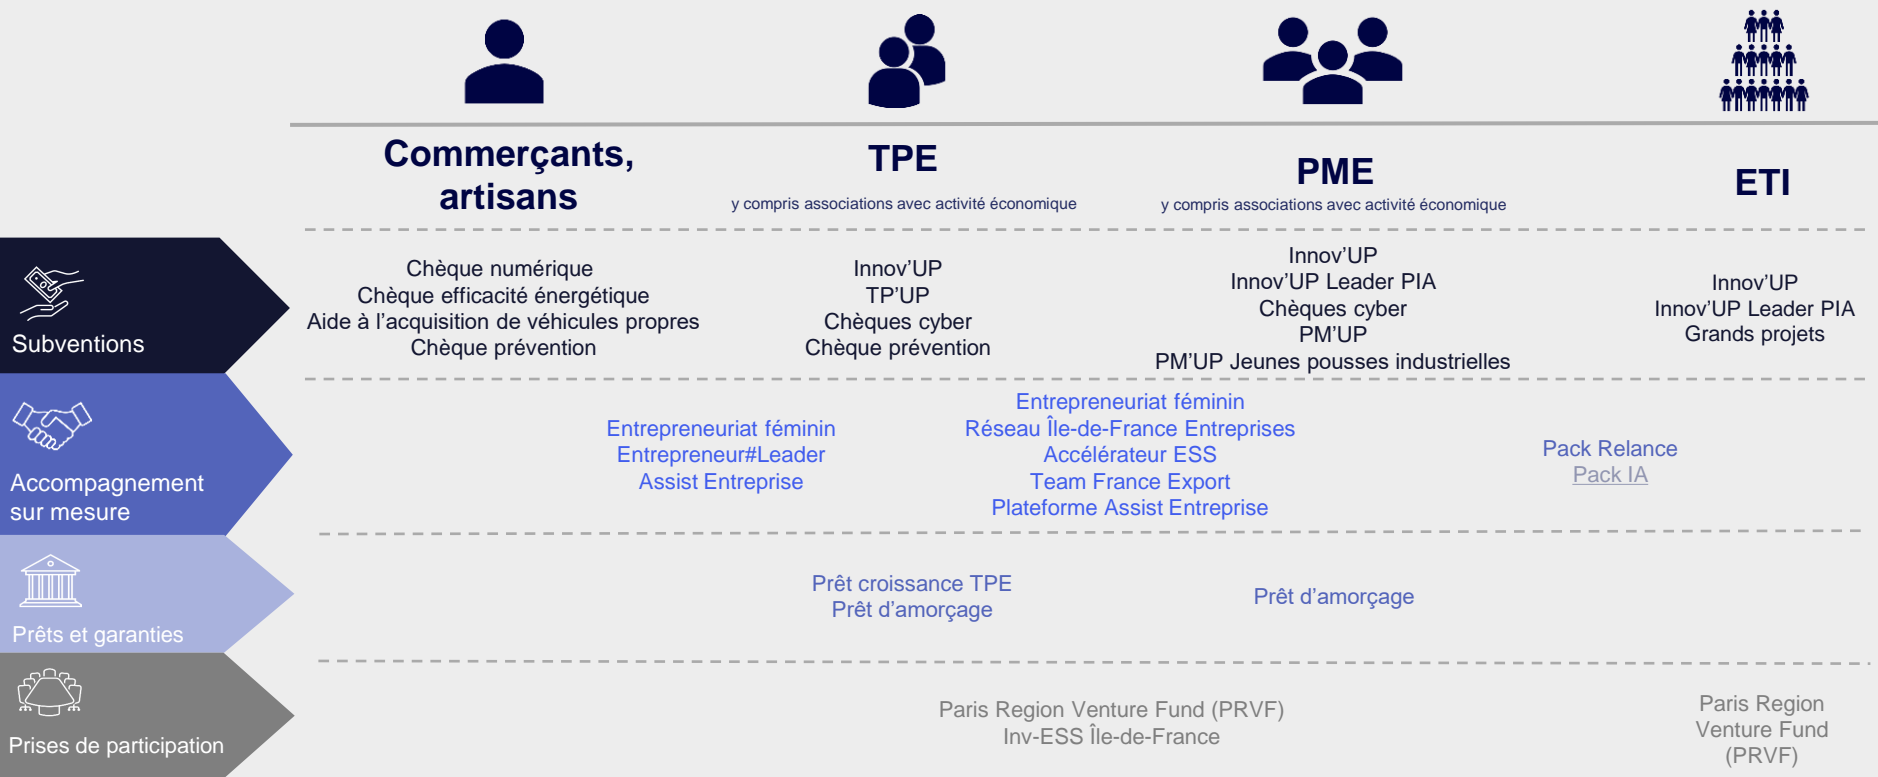 Commerçants,
artisans
TPE
y compris associations avec activité économique
PME
y compris associations avec activité économique
ETI
Subventions
Chèque numérique
Chèque efficacité énergétique
Aide à l’acquisition de véhicules propres
Chèque prévention
Innov’UP
TP’UP
Chèques cyber
Chèque prévention
Innov’UP
Innov’UP Leader PIA
Chèques cyber
PM’UP
PM’UP Jeunes pousses industrielles
Innov’UP
Innov’UP Leader PIA
Grands projets
Accompagnement
sur mesure
Entrepreneuriat féminin
Entrepreneur#Leader
Assist Entreprise
Entrepreneuriat féminin
Réseau Île-de-France Entreprises
Accélérateur ESS
Team France Export
Plateforme Assist Entreprise
Pack Relance
Pack IA
Prêts et garanties
Prêt croissance TPE
Prêt d’amorçage
Prêt d’amorçage
Prises de participation
Paris Region Venture Fund (PRVF)
Inv-ESS Île-de-France
Paris Region
Venture Fund
(PRVF)